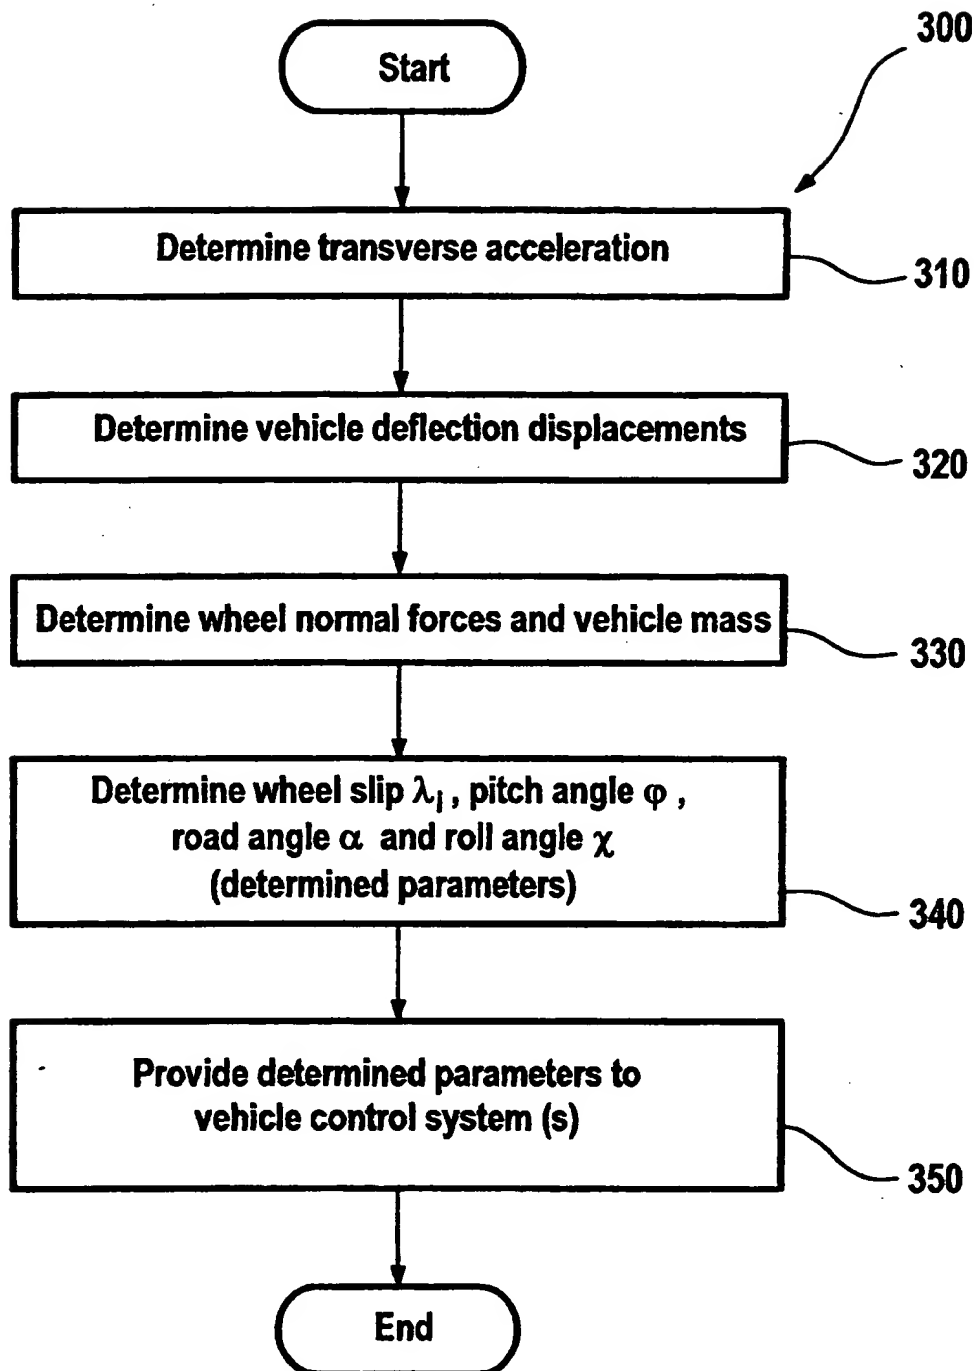 300
Start
Determine transverse acceleration
310
Determine vehicle deflection displacements
320
Determine wheel normal forces and vehicle mass
330
Determine wheel slip λi, pitch angle φ ,
road angle α and roll angle χ
(determined parameters)
340
Provide determined parameters to
vehicle control system (s)
350
End